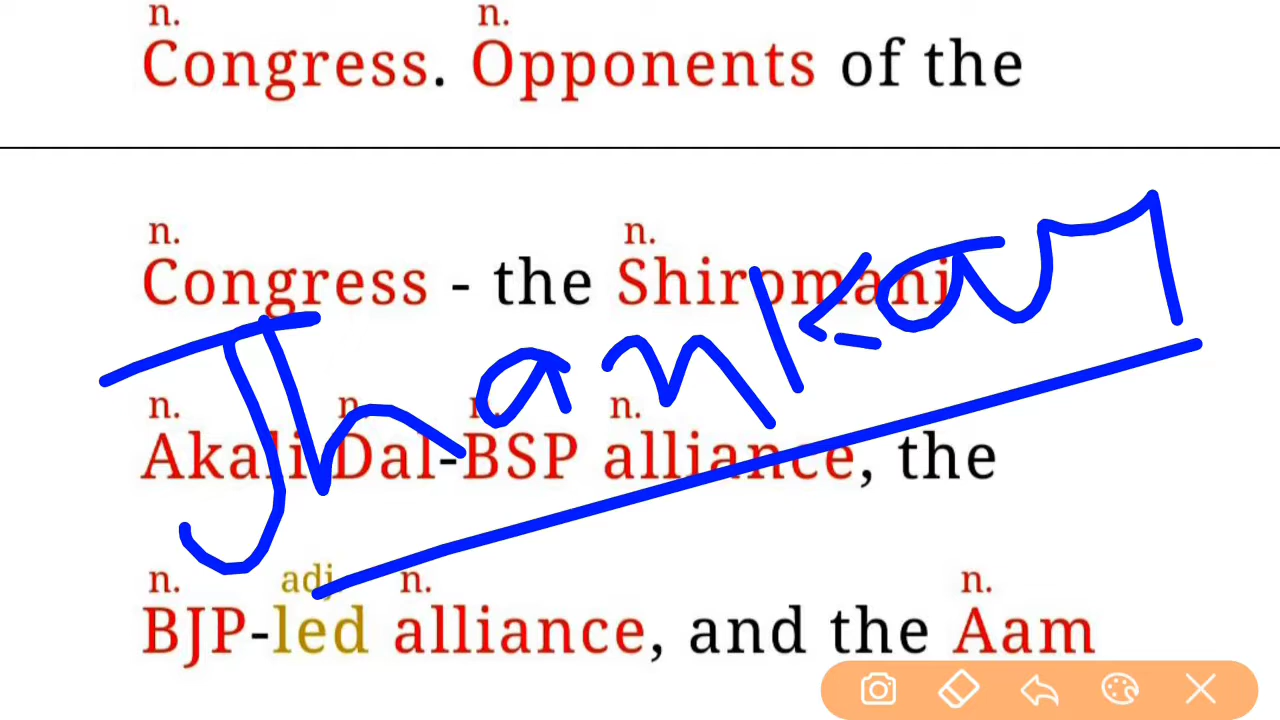 n. n.
Congress. Opponents of the
n. n.
Congress - the Shiromani
Jhankar
n. n. n. n.
Akali Dal-BSP alliance, the
n. adj. n. n.
BJP-led alliance, and the Aam